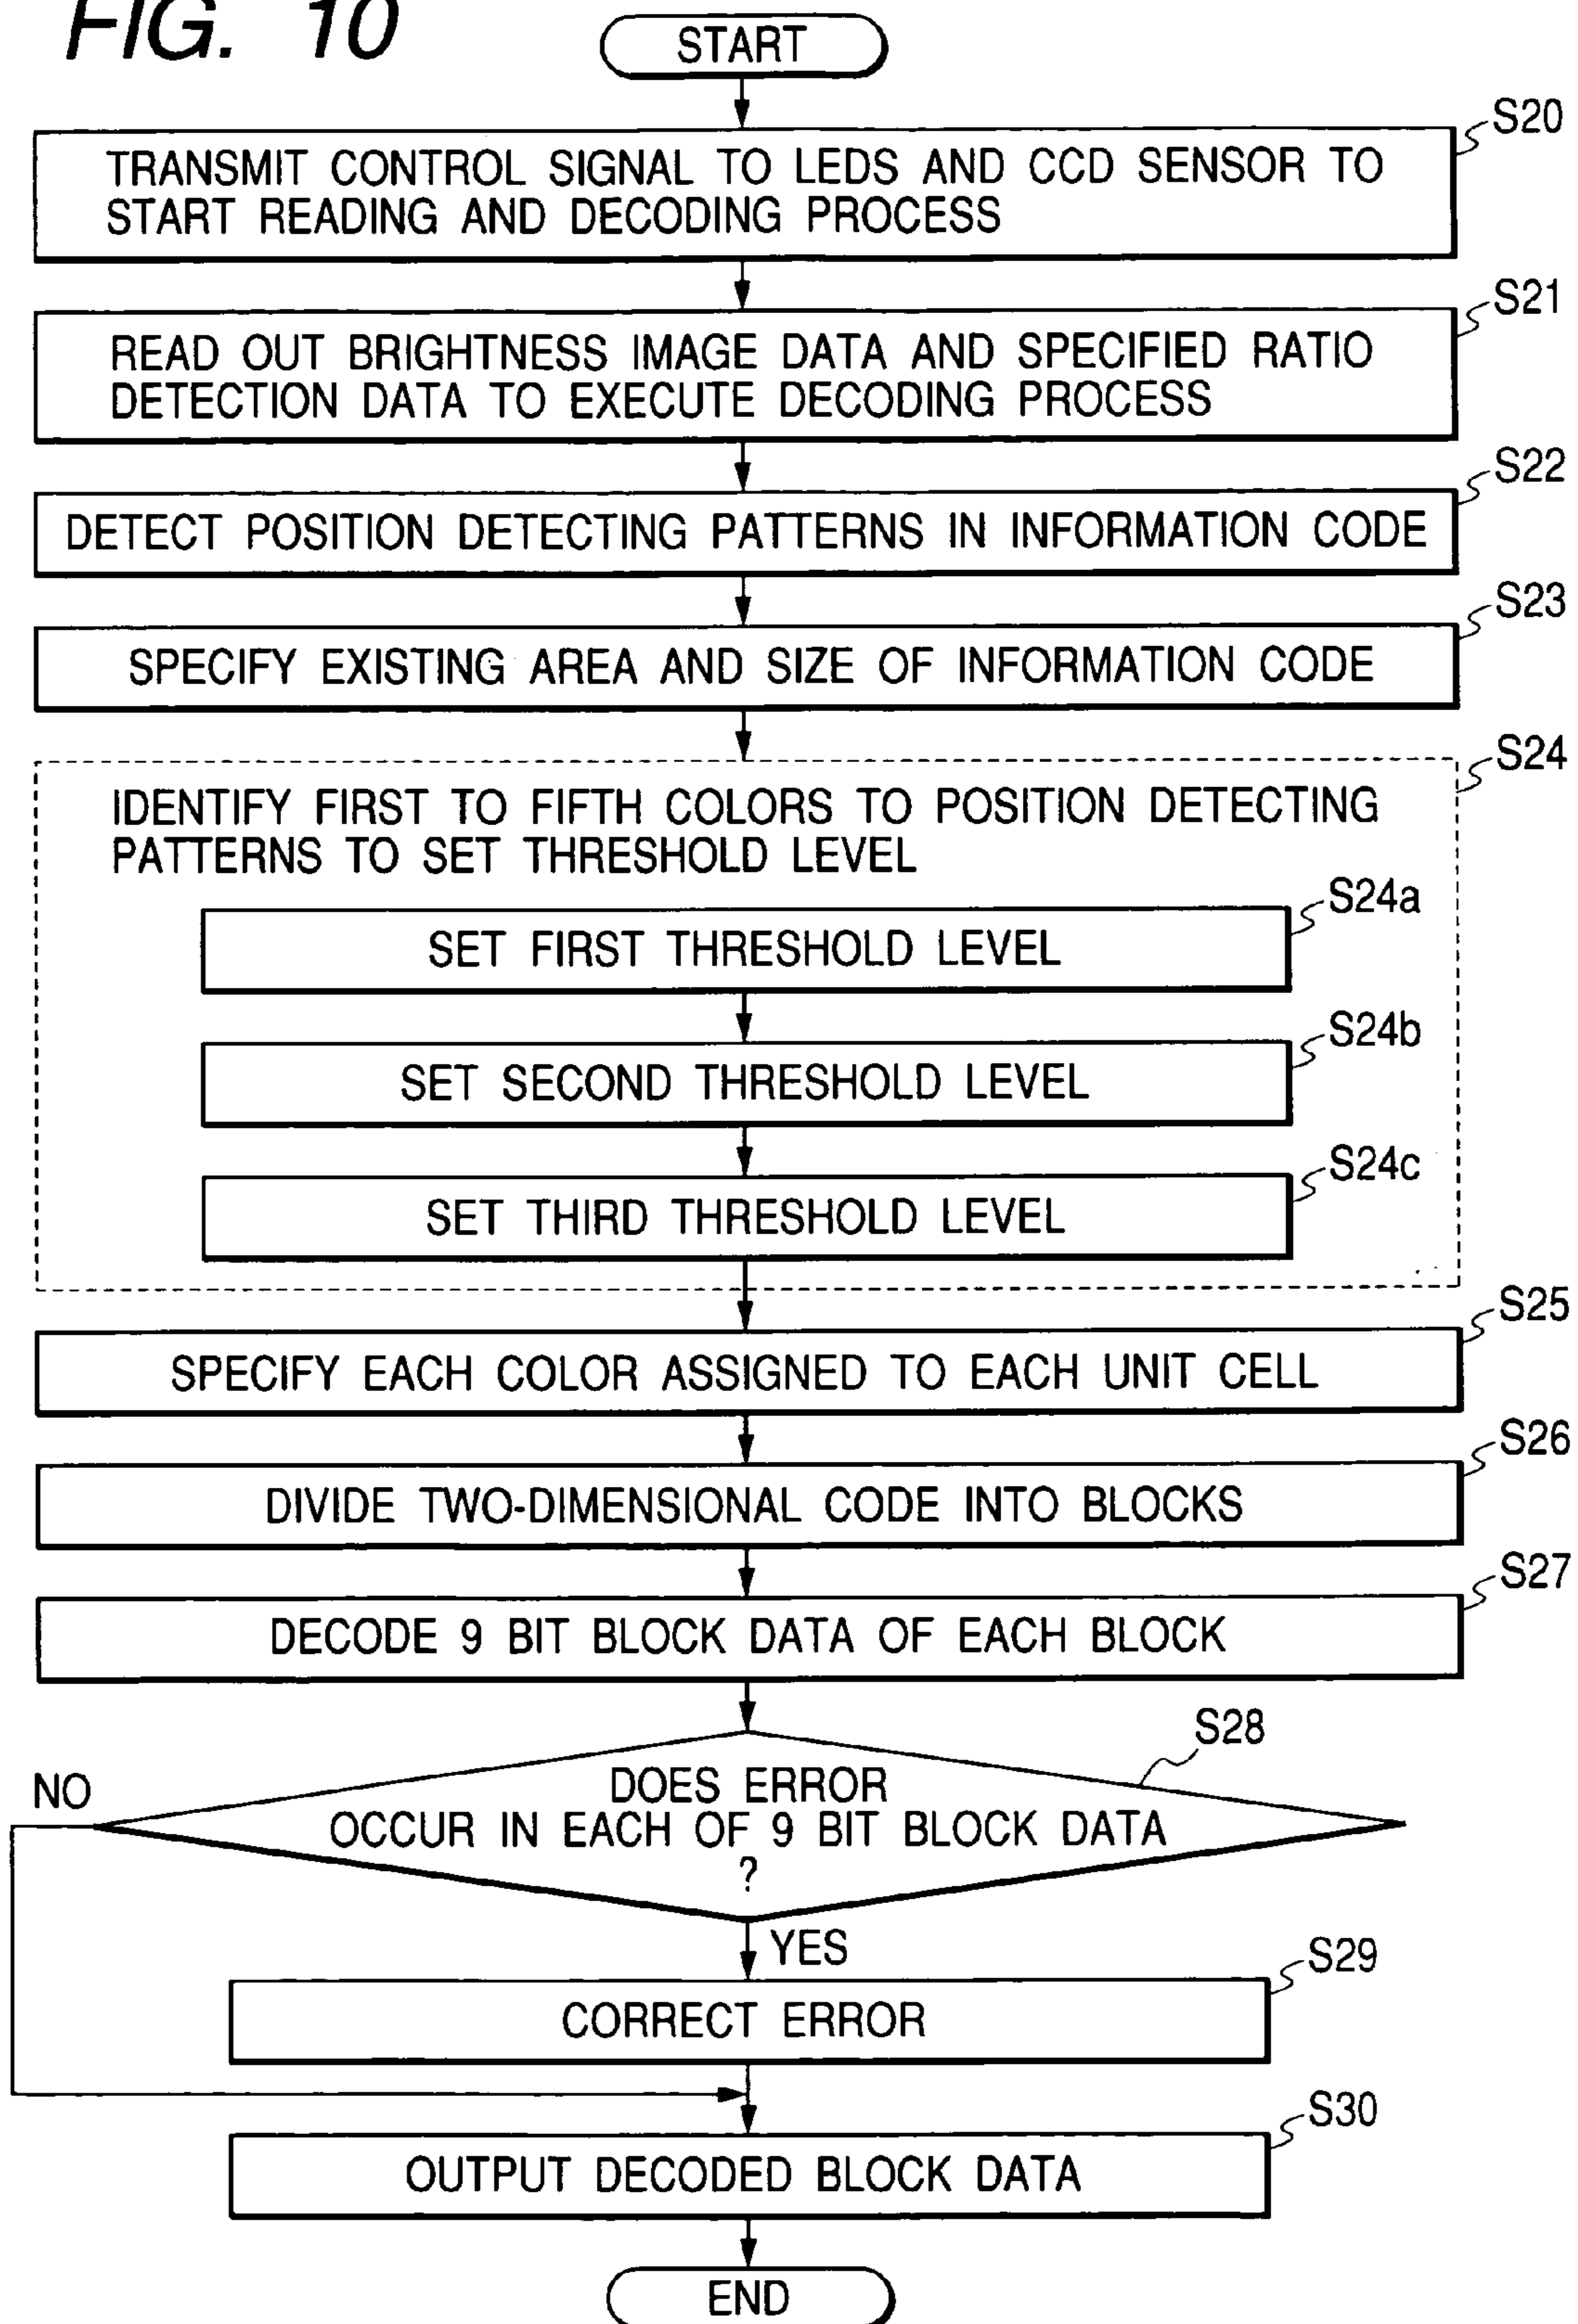 FIG. 10
START
S20
TRANSMIT CONTROL SIGNAL TO LEDS AND CCD SENSOR TO
START READING AND DECODING PROCESS
S21
READ OUT BRIGHTNESS IMAGE DATA AND SPECIFIED RATIO
DETECTION DATA TO EXECUTE DECODING PROCESS
S22
DETECT POSITION DETECTING PATTERNS IN INFORMATION CODE
S23
SPECIFY EXISTING AREA AND SIZE OF INFORMATION CODE
S24
IDENTIFY FIRST TO FIFTH COLORS TO POSITION DETECTING
PATTERNS TO SET THRESHOLD LEVEL
S24a
SET FIRST THRESHOLD LEVEL
S24b
SET SECOND THRESHOLD LEVEL
S24c
SET THIRD THRESHOLD LEVEL
S25
SPECIFY EACH COLOR ASSIGNED TO EACH UNIT CELL
S26
DIVIDE TWO-DIMENSIONAL CODE INTO BLOCKS
S27
DECODE 9 BIT BLOCK DATA OF EACH BLOCK
S28
NO
DOES ERROR
OCCUR IN EACH OF 9 BIT BLOCK DATA
?
YES
S29
CORRECT ERROR
S30
OUTPUT DECODED BLOCK DATA
END